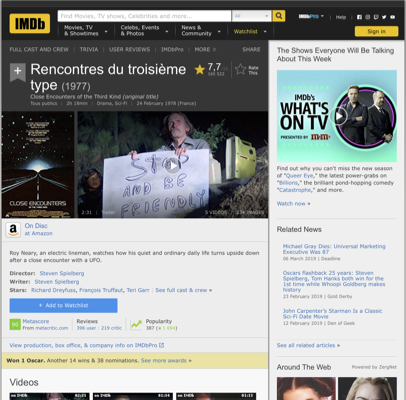 IMDb
Find Movies, TV shows, Celebrities and more...
All
IMDbPro
Help
Movies, TV
& Showtimes
Celebs, Events
& Photos
News &
Community
Watchlist
Sign in
FULL CAST AND CREW | TRIVIA | USER REVIEWS | IMDbPro | MORE
SHARE
Rencontres du troisième
type (1977)
7,7
Rate
This
Close Encounters of the Third Kind (original title)
Tous publics | 2h 18min | Drama, Sci-Fi | 24 February 1978 (France)
STOP
AND BE
FRIENDLY
CLOSE ENCOUNTERS
2:31 | Trailer
5 VIDEOS
On Disc
at Amazon
Roy Neary, an electric lineman, watches how his quiet and ordinary daily life turns upside down
after a close encounter with a UFO.
Director: Steven Spielberg
Writer: Steven Spielberg
Stars: Richard Dreyfuss, François Truffaut, Teri Garr | See full cast & crew »
+ Add to Watchlist
90
Metascore
From metacritic.com
Reviews
396 user | 219 critic
Popularity
View production, box office, & company info on IMDbPro
Won 1 Oscar. Another 14 wins & 38 nominations. See more awards »
Videos
The Shows Everyone Will Be Talking
About This Week
IMDb's
WHAT'S
ON TV
PRESENTED BY
Find out why you can't miss the new season
of "Queer Eye," the latest power-grabs on
"Billions," the brilliant pond-hopping comedy
"Catastrophe," and more.
Watch now »
Related News
Michael Gray Dies: Universal Marketing
Executive Was 87
06 March 2019 | Deadline
Oscars flashback 25 years: Steven
Spielberg, Tom Hanks both win for the
1st time while Whoopi Goldberg makes
history
23 February 2019 | Gold Derby
John Carpenter's Starman Is a Classic
Sci-Fi Date Movie
12 February 2019 | Den of Geek
See all related articles »
Around The Web
Powered by ZergNet